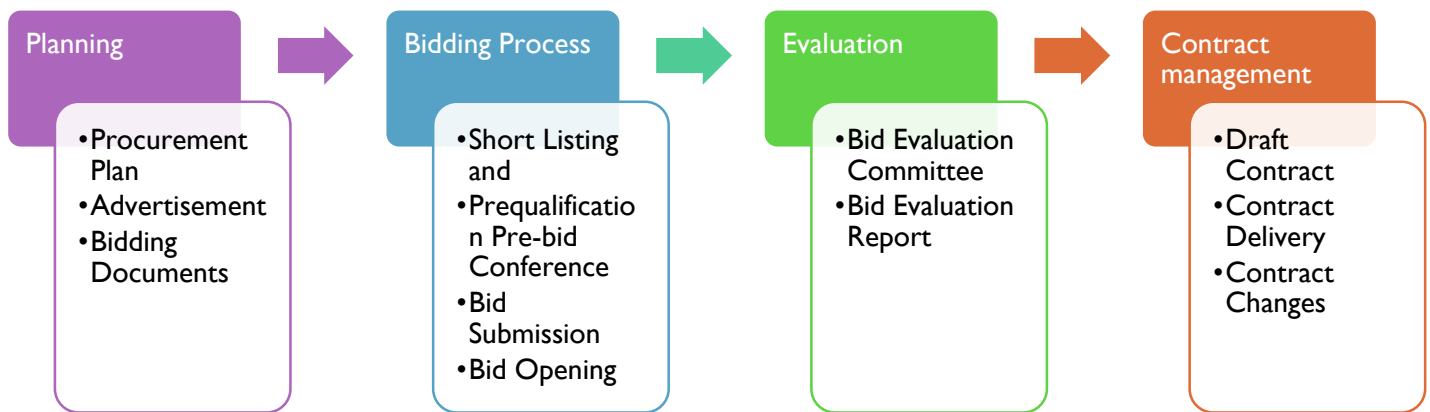 Planning
•Procurement
Plan
•Advertisement
•Bidding
Documents
Bidding Process
•Short Listing
and
•Prequalificatio
n Pre-bid
Conference
•Bid
Submission
•Bid Opening
Evaluation
•Bid Evaluation
Committee
•Bid Evaluation
Report
Contract
management
•Draft
Contract
•Contract
Delivery
•Contract
Changes